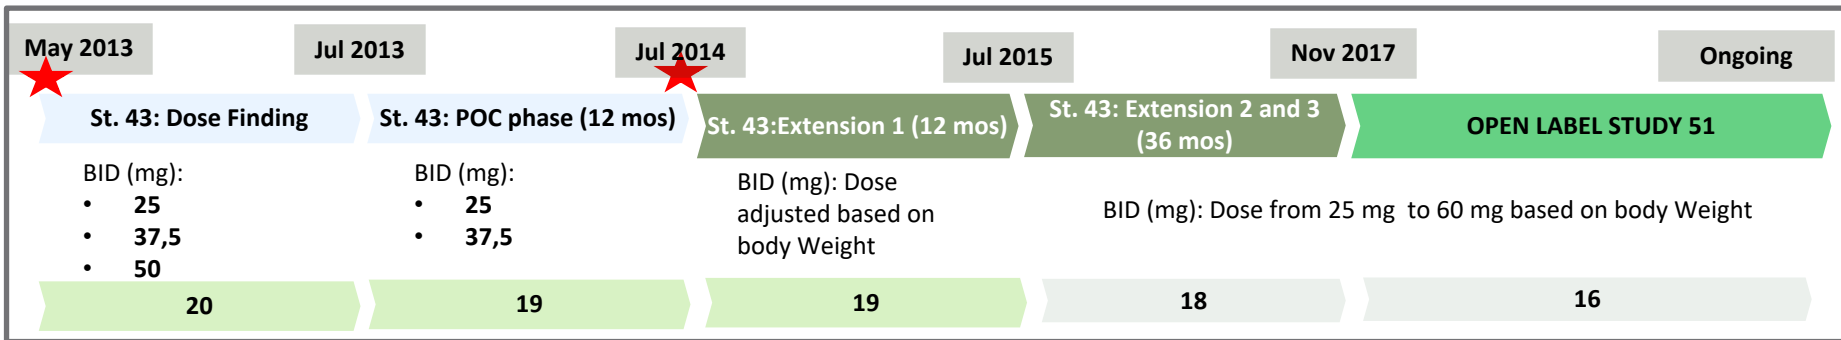 May 2013
Jul 2013
Jul 2014
Jul 2015
Nov 2017
Ongoing
St. 43: Dose Finding
St. 43: POC phase (12 mos)
St. 43:Extension 1 (12 mos)
St. 43: Extension 2 and 3
(36 mos)
OPEN LABEL STUDY 51
BID (mg):
• 25
• 37,5
• 50
BID (mg):
• 25
• 37,5
BID (mg): Dose
adjusted based on
body Weight
BID (mg): Dose from 25 mg to 60 mg based on body Weight
20
19
19
18
16